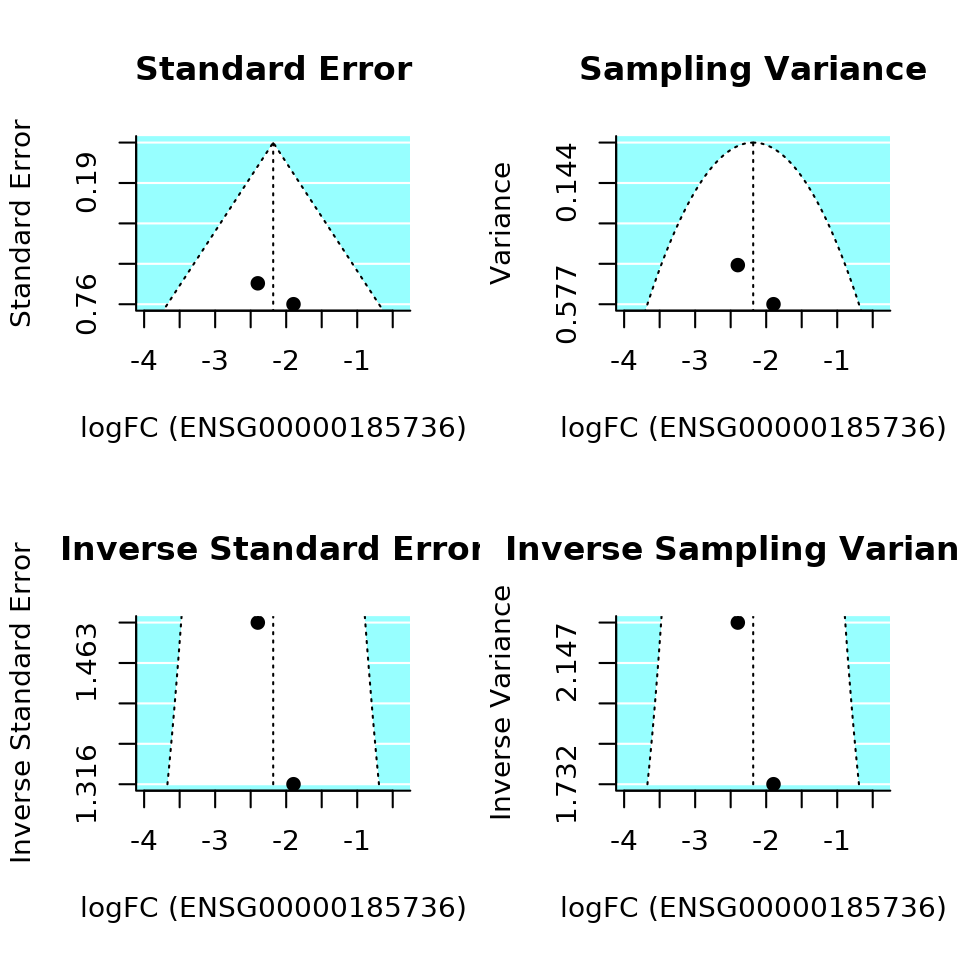 Standard Error
Standard Error
0.19
0.76
-4 -3 -2 -1
logFC (ENSG00000185736)
Sampling Variance
Variance
0.144
0.577
-4 -3 -2 -1
logFC (ENSG00000185736)
Inverse Standard Error
Inverse Standard Error
1.463
1.316
-4 -3 -2 -1
logFC (ENSG00000185736)
Inverse Sampling Varian
Inverse Variance
2.147
1.732
-4 -3 -2 -1
logFC (ENSG00000185736)